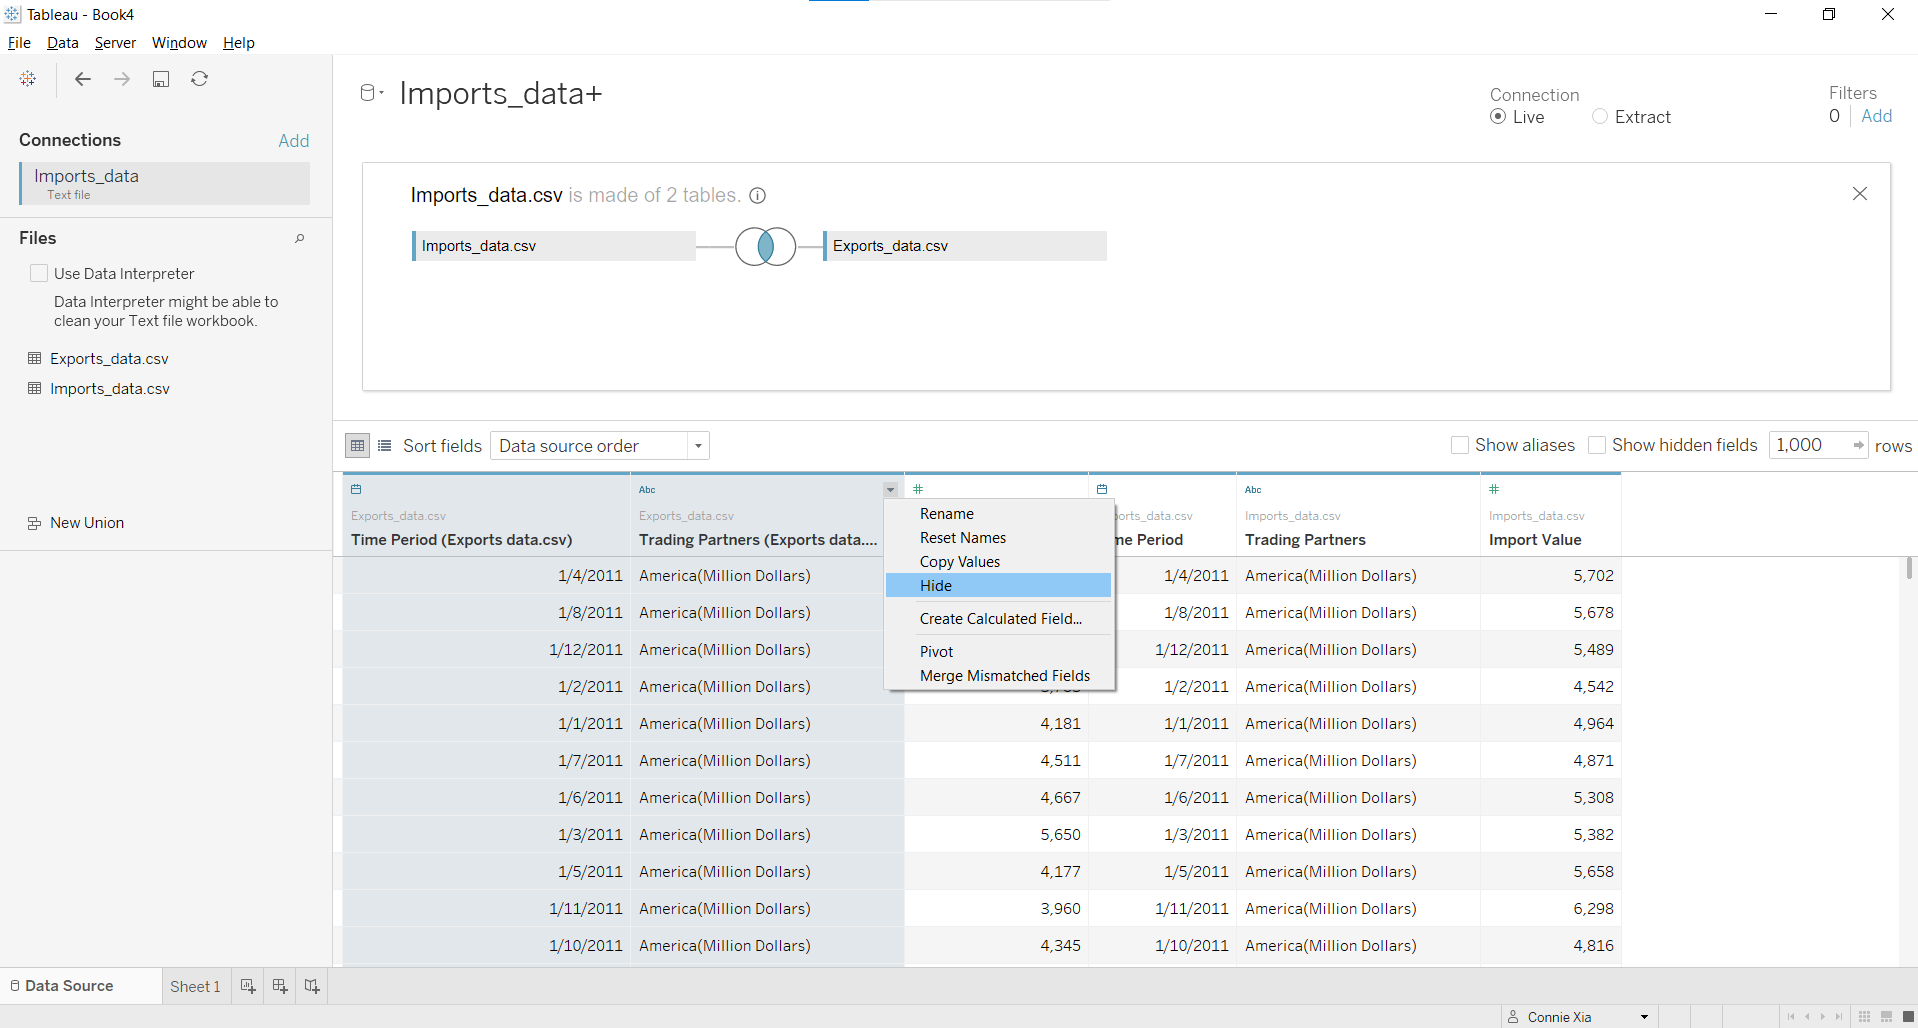 Tableau - Book4
File Data Server Window Help
Imports_data+
Connection
Live
Extract
Filters
0 Add
Connections Add
Imports_data
Text file
Files
Use Data Interpreter
Data Interpreter might be able to
clean your Text file workbook.
Exports_data.csv
Imports_data.csv
New Union
Imports_data.csv is made of 2 tables.
Imports_data.csv
Exports_data.csv
Sort fields Data source order
Show aliases Show hidden fields 1,000 rows
Abc # Abc #
Exports_data.csv Exports_data.csv Imports_data.csv Imports_data.csv
Time Period (Exports data.csv) Trading Partners (Exports data.... Trading Partners Import Value
Rename
Reset Names
Copy Values
Hide
Create Calculated Field...
Pivot
Merge Mismatched Fields
1/4/2011 America(Million Dollars) 1/4/2011 America(Million Dollars) 5,702
1/8/2011 America(Million Dollars) 1/8/2011 America(Million Dollars) 5,678
1/12/2011 America(Million Dollars) 1/12/2011 America(Million Dollars) 5,489
1/2/2011 America(Million Dollars) 1/2/2011 America(Million Dollars) 4,542
1/1/2011 America(Million Dollars) 4,181 1/1/2011 America(Million Dollars) 4,964
1/7/2011 America(Million Dollars) 4,511 1/7/2011 America(Million Dollars) 4,871
1/6/2011 America(Million Dollars) 4,667 1/6/2011 America(Million Dollars) 5,308
1/3/2011 America(Million Dollars) 5,650 1/3/2011 America(Million Dollars) 5,382
1/5/2011 America(Million Dollars) 4,177 1/5/2011 America(Million Dollars) 5,658
1/11/2011 America(Million Dollars) 3,960 1/11/2011 America(Million Dollars) 6,298
1/10/2011 America(Million Dollars) 4,345 1/10/2011 America(Million Dollars) 4,816
Data Source Sheet 1
Connie Xia